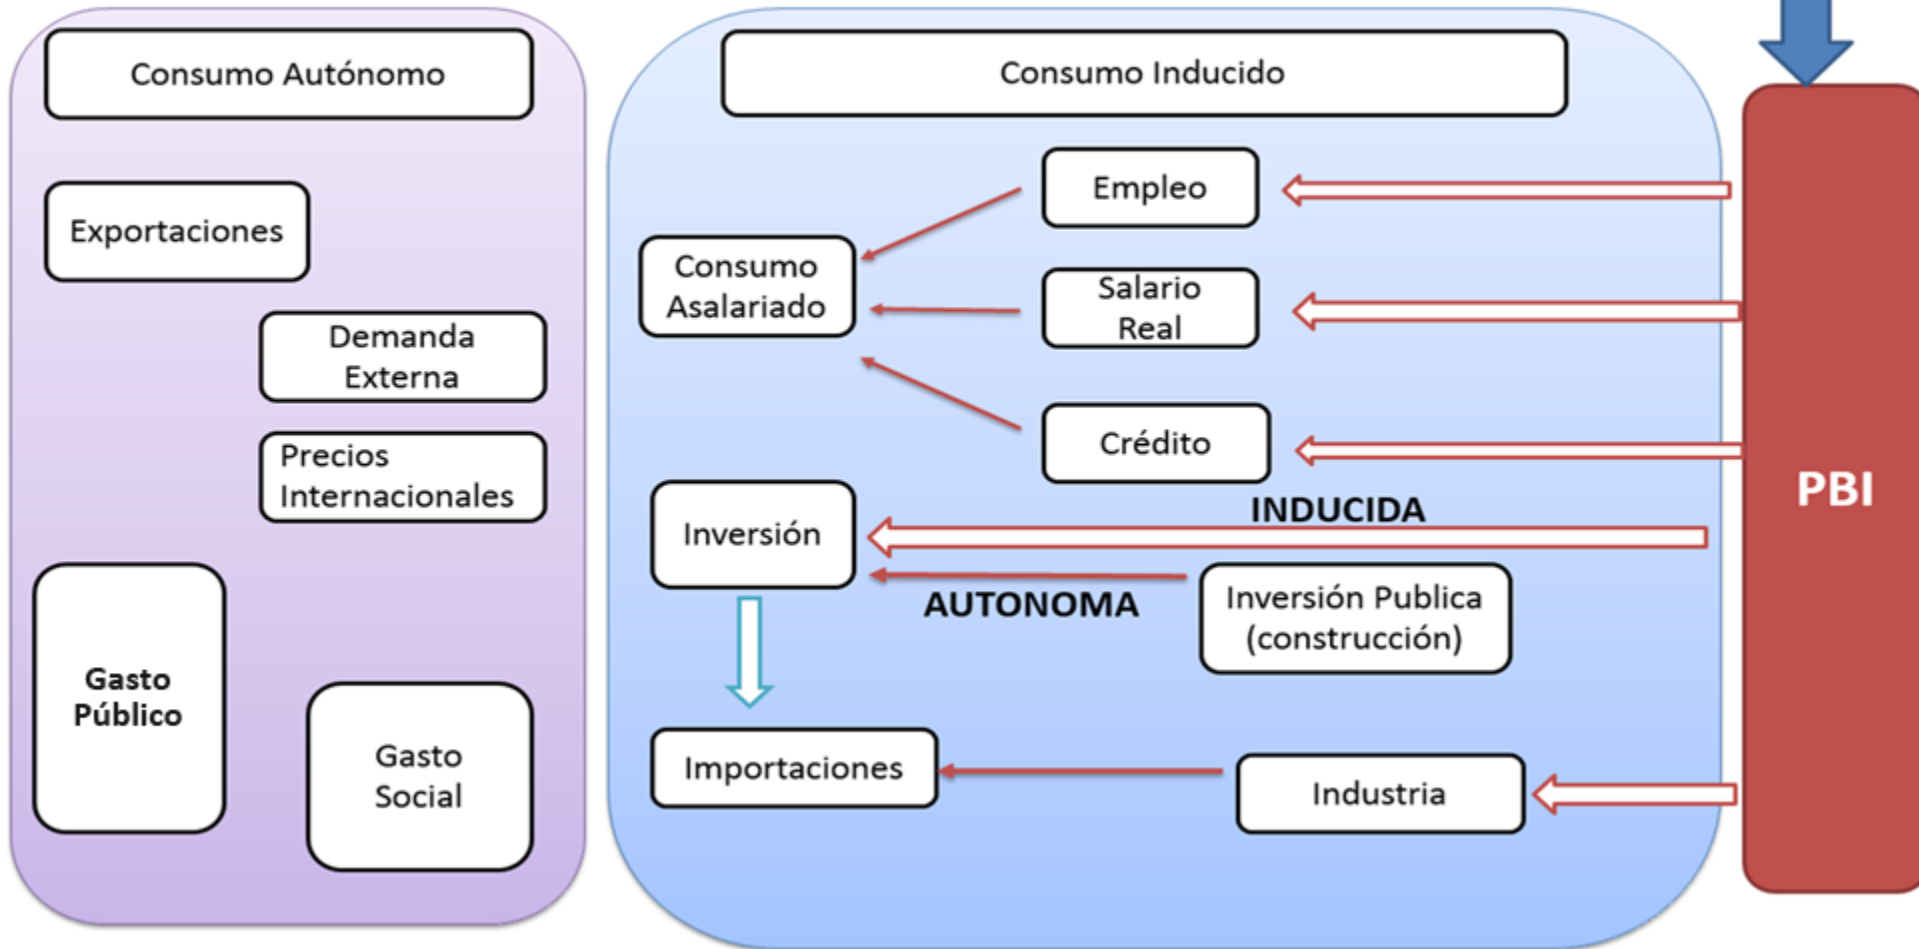 Consumo Autónomo
Exportaciones
Demanda
Externa
Precios
Internacionales
Gasto
Público
Gasto
Social
Consumo Inducido
Empleo
Consumo
Asalariado
Salario
Real
Crédito
INDUCIDA
Inversión
AUTONOMA
Inversión Publica
(construcción)
Importaciones
Industria
PBI